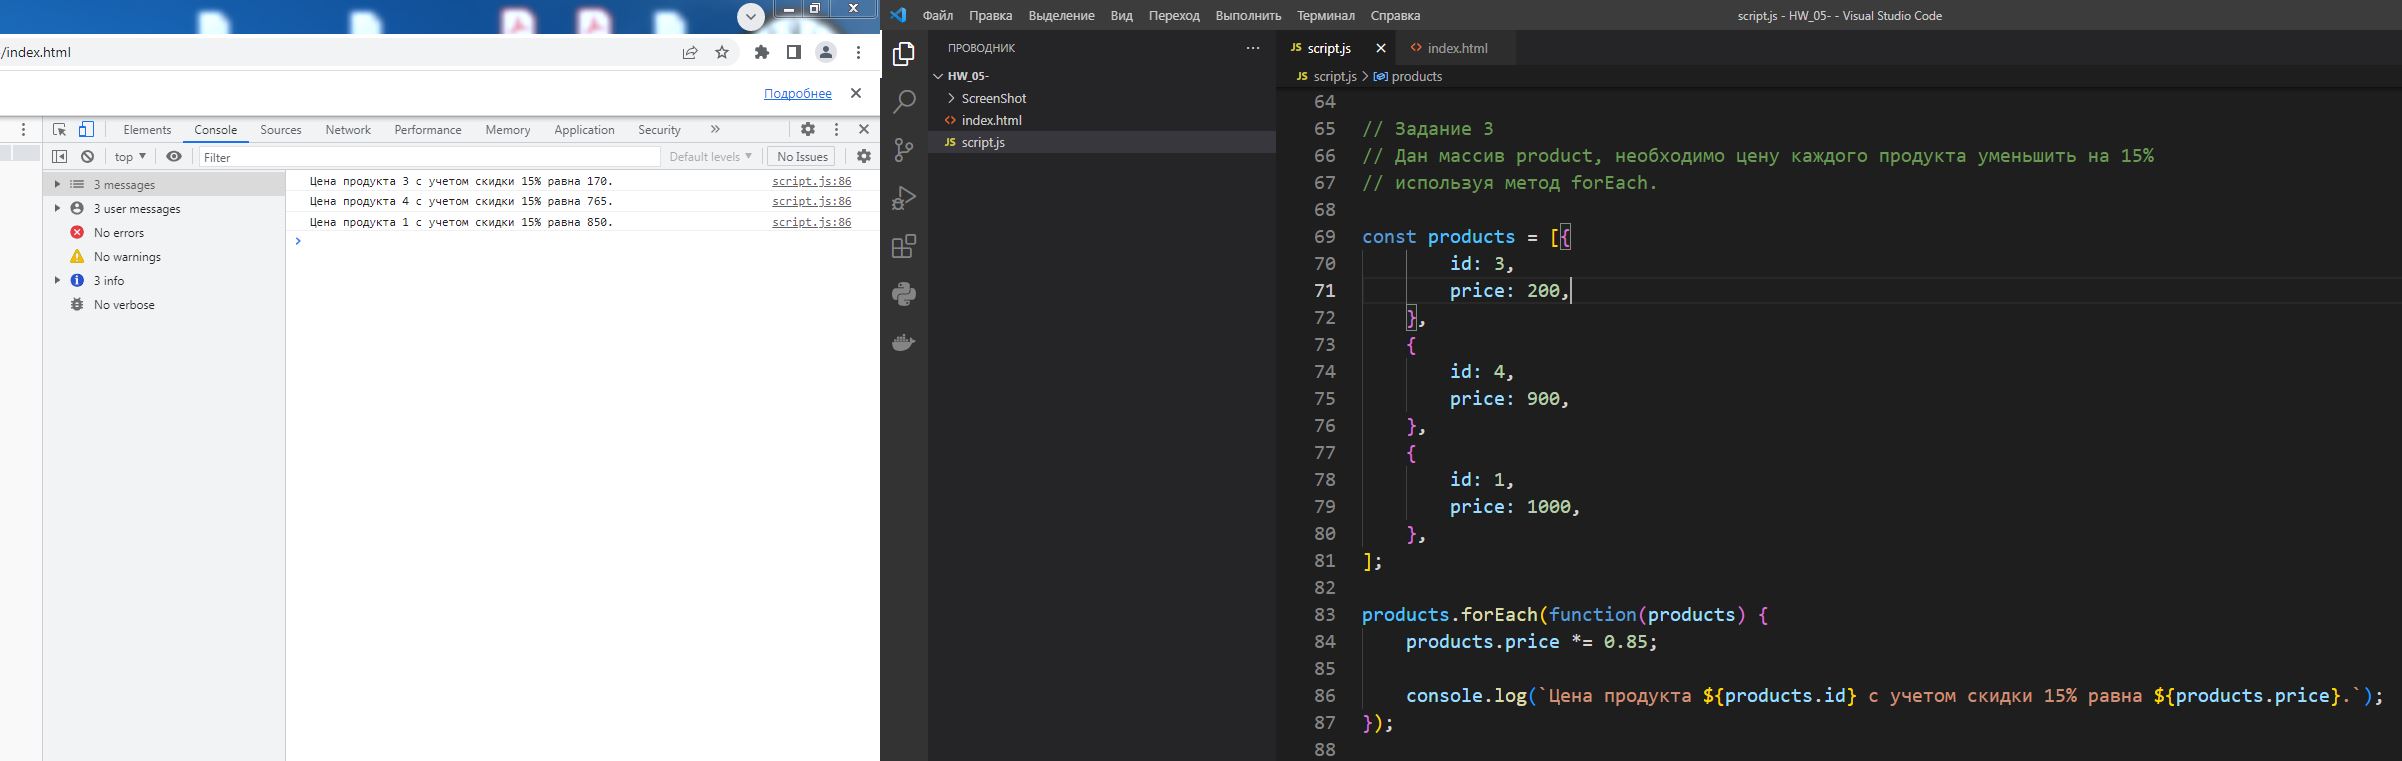 /index.html
Подробнее
Elements Console Sources Network Performance Memory Application Security »
top Filter Default levels No Issues
3 messages
3 user messages
No errors
No warnings
3 info
No verbose
Цена продукта 3 с учетом скидки 15% равна 170. script.js:86
Цена продукта 4 с учетом скидки 15% равна 765. script.js:86
Цена продукта 1 с учетом скидки 15% равна 850. script.js:86
>
Файл Правка Выделение Вид Переход Выполнить Терминал Справка script.js - HW_05- - Visual Studio Code
ПРОВОДНИК ...
HW_05-
ScreenShot
<> index.html
JS script.js
JS script.js <> index.html
JS script.js > products
64
65 // Задание 3
66 // Дан массив product, необходимо цену каждого продукта уменьшить на 15%
67 // используя метод forEach.
68
69 const products = [{
70 id: 3,
71 price: 200,
72 },
73 {
74 id: 4,
75 price: 900,
76 },
77 {
78 id: 1,
79 price: 1000,
80 },
81 ];
82
83 products.forEach(function(products) {
84 products.price *= 0.85;
85
86 console.log(`Цена продукта ${products.id} с учетом скидки 15% равна ${products.price}.`);
87 });
88